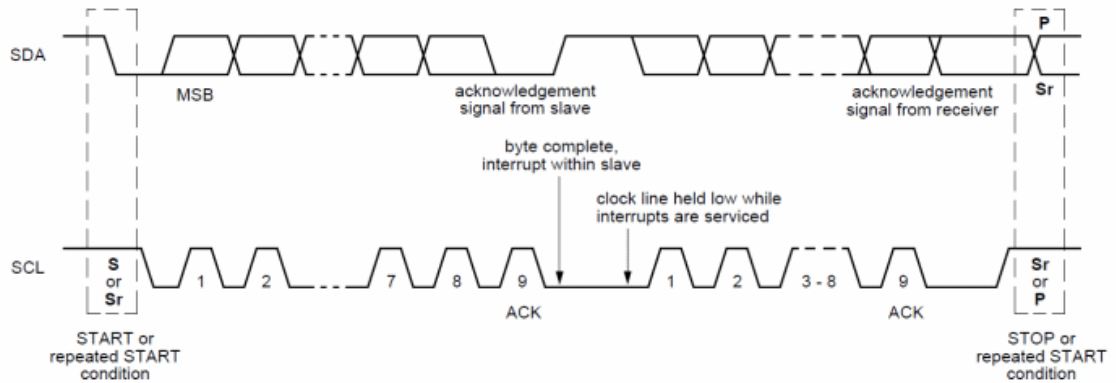 P
SDA
MSB
acknowledgement
signal from slave
acknowledgement
signal from receiver
Sr
byte complete,
interrupt within slave
clock line held low while
interrupts are serviced
SCL
S
or
Sr
1
2
7
8
9
1
2
3 - 8
9
Sr
or
P
ACK
ACK
START or
repeated START
condition
STOP or
repeated START
condition